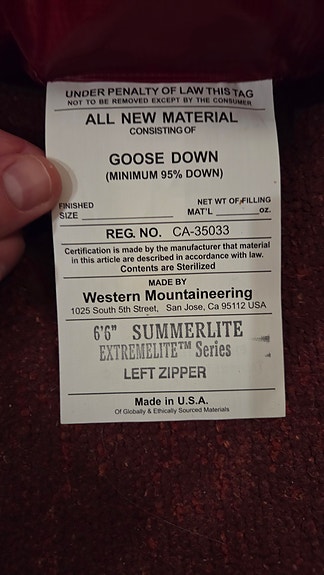 UNDER PENALTY OF LAW THIS TAG
NOT TO BE REMOVED EXCEPT BY THE CONSUMER
ALL NEW MATERIAL
CONSISTING OF
GOOSE DOWN
(MINIMUM 95% DOWN)
FINISHED NET WT OF FILLING
SIZE MAT'L oz.
REG. NO. CA-35033
Certification is made by the manufacturer that material
in this article are described in accordance with law.
Contents are Sterilized
MADE BY
Western Mountaineering
1025 South 5th Street, San Jose, Ca 95112 USA
6'6" SUMMERLITE
EXTREMELITE™ Series
LEFT ZIPPER
Made in U.S.A.
Of Globally & Ethically Sourced Materials